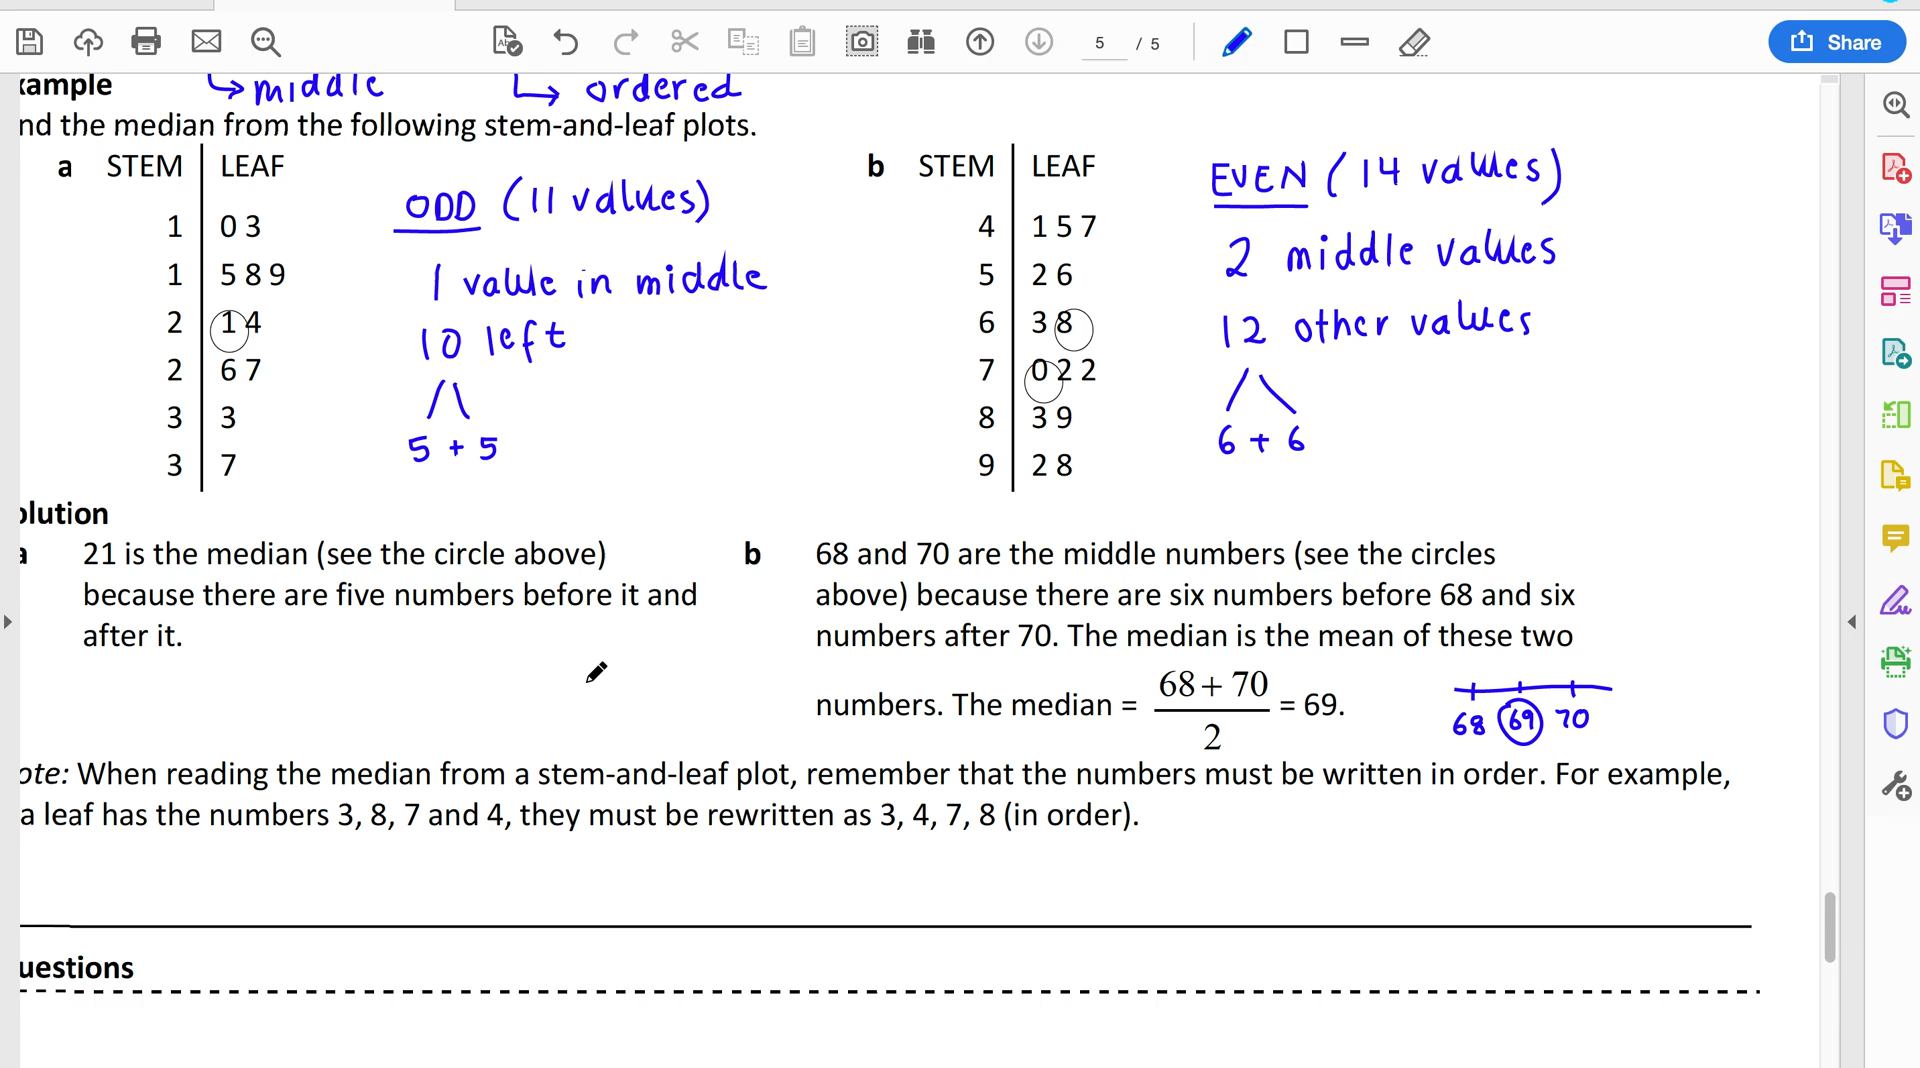 5 / 5
Share
xample
↳ middle
↳ ordered
nd the median from the following stem-and-leaf plots.
a STEM LEAF
1 0 3
1 5 8 9
2 1 4
2 6 7
3 3
3 7
ODD (11 values)
1 value in middle
10 left
5 + 5
b STEM LEAF
4 1 5 7
5 2 6
6 3 8
7 0 2 2
8 3 9
9 2 8
EVEN (14 values)
2 middle values
12 other values
6 + 6
olution
a 21 is the median (see the circle above)
because there are five numbers before it and
after it.
b 68 and 70 are the middle numbers (see the circles
above) because there are six numbers before 68 and six
numbers after 70. The median is the mean of these two
numbers. The median = (68 + 70)/2 = 69.
68 69 70
ote: When reading the median from a stem-and-leaf plot, remember that the numbers must be written in order. For example,
a leaf has the numbers 3, 8, 7 and 4, they must be rewritten as 3, 4, 7, 8 (in order).
uestions